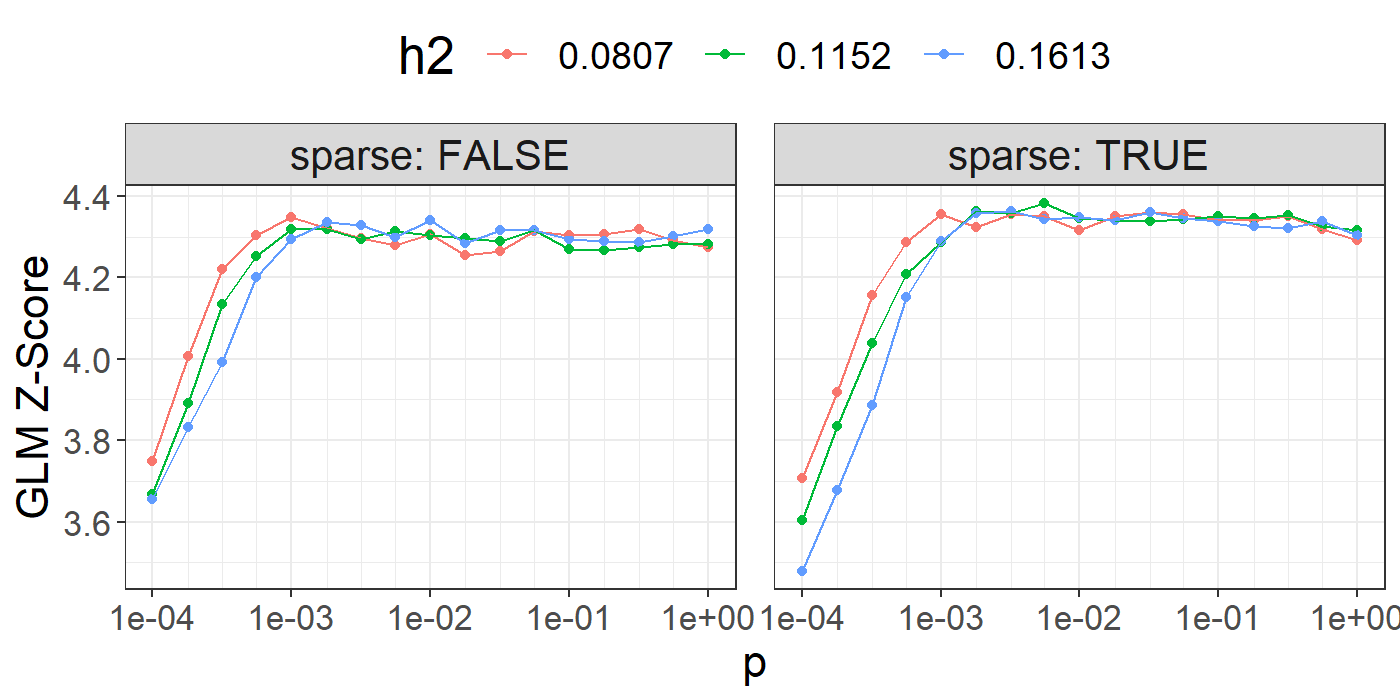 h2 0.0807 0.1152 0.1613
sparse: FALSE sparse: TRUE
GLM Z-Score
4.4
4.2
4.0
3.8
3.6
1e-04 1e-03 1e-02 1e-01 1e+00 1e-04 1e-03 1e-02 1e-01 1e+00
p